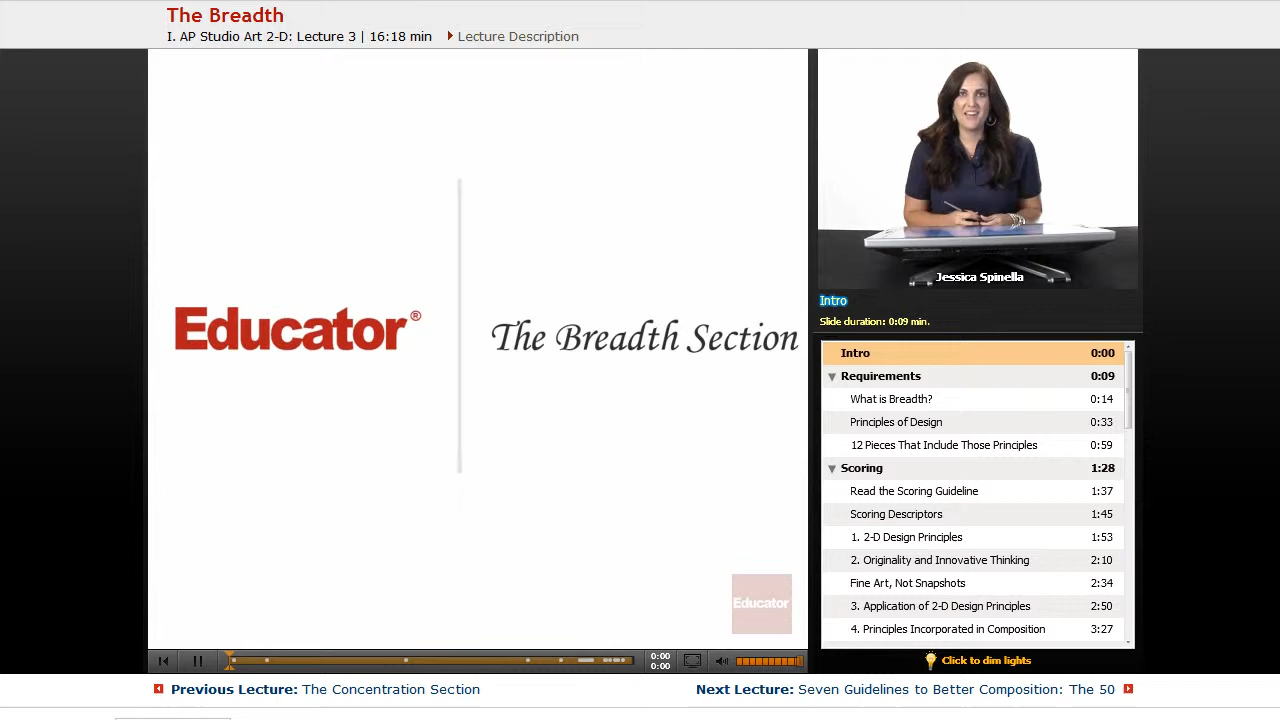 The Breadth
I. AP Studio Art 2-D: Lecture 3 | 16:18 min
Lecture Description
Educator®
The Breadth Section
Educator
Jessica Spinella
Intro
Slide duration: 0:09 min.
Intro 0:00
Requirements 0:09
What is Breadth? 0:14
Principles of Design 0:33
12 Pieces That Include Those Principles 0:59
Scoring 1:28
Read the Scoring Guideline 1:37
Scoring Descriptors 1:45
1. 2-D Design Principles 1:53
2. Originality and Innovative Thinking 2:10
Fine Art, Not Snapshots 2:34
3. Application of 2-D Design Principles 2:50
4. Principles Incorporated in Composition 3:27
0:00
0:00
Click to dim lights
Previous Lecture: The Concentration Section
Next Lecture: Seven Guidelines to Better Composition: The 50